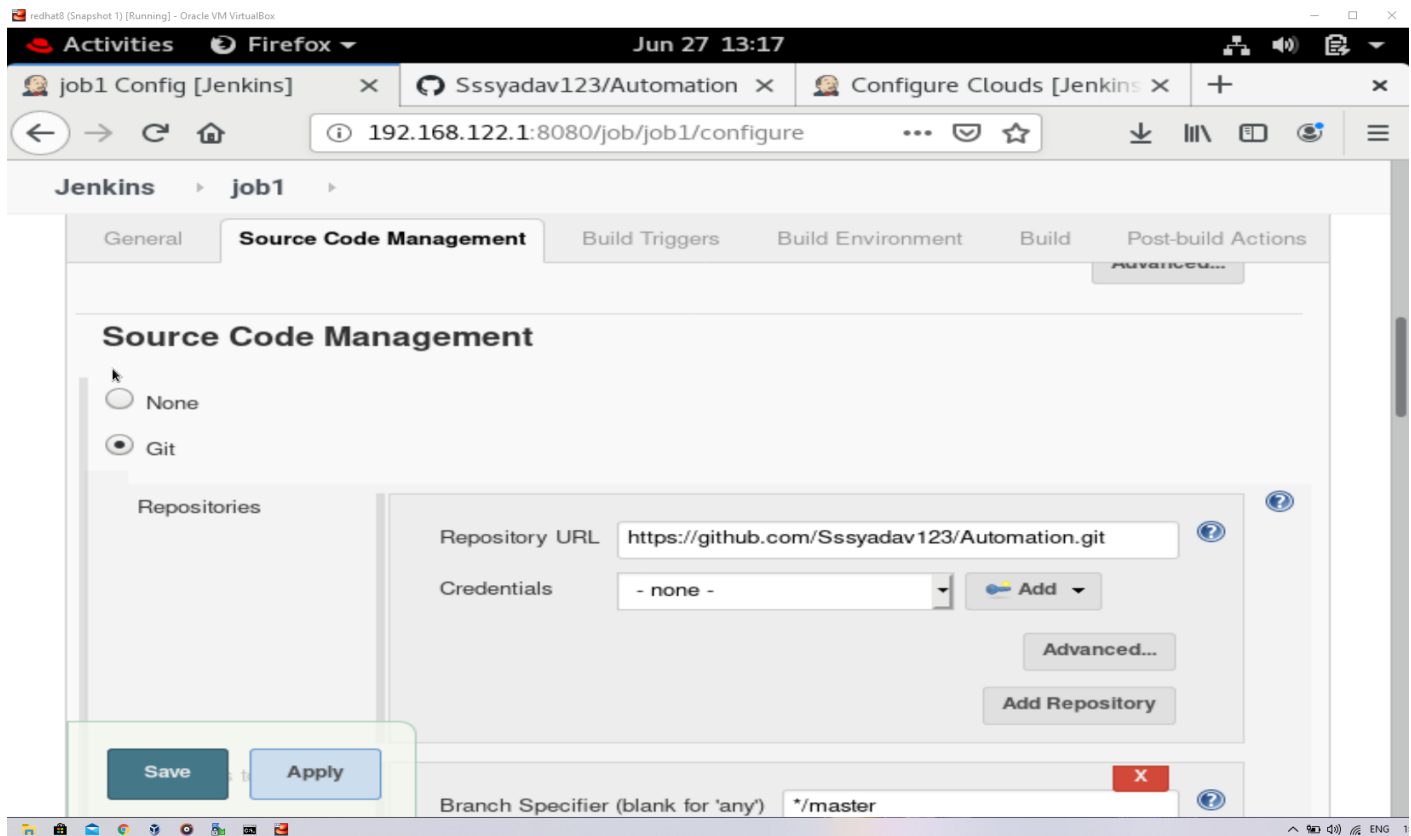 redhat8 (Snapshot 1) [Running] - Oracle VM VirtualBox
Activities Firefox Jun 27 13:17
job1 Config [Jenkins] Sssyadav123/Automation Configure Clouds [Jenkins
192.168.122.1:8080/job/job1/configure
Jenkins job1
General Source Code Management Build Triggers Build Environment Build Post-build Actions
Advanced...
Source Code Management
None
Git
Repositories
Repository URL https://github.com/Sssyadav123/Automation.git
Credentials - none - Add
Advanced...
Add Repository
Save Apply X
Branch Specifier (blank for 'any') */master
ENG